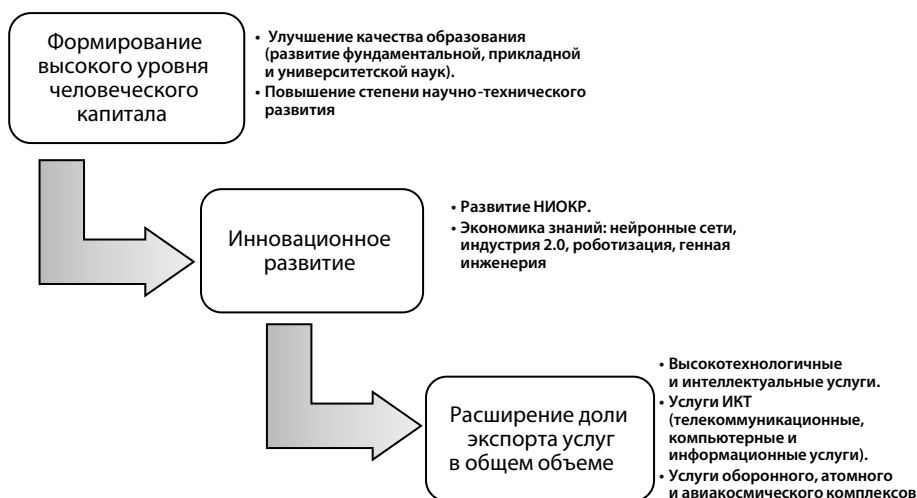 Формирование
высокого уровня
человеческого
капитала
• Улучшение качества образования
(развитие фундаментальной, прикладной
и университетской наук).
• Повышение степени научно-технического
развития
Инновационное
развитие
• Развитие НИОКР.
• Экономика знаний: нейронные сети,
индустрия 2.0, роботизация, генная
инженерия
Расширение доли
экспорта услуг
в общем объеме
• Высокотехнологичные
и интеллектуальные услуги.
• Услуги ИКТ
(телекоммуникационные,
компьютерные и
информационные услуги).
• Услуги оборонного, атомного
и авиакосмического комплексов